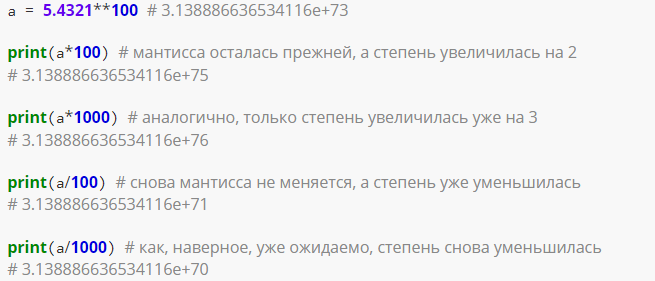 a = 5.4321**100 # 3.138886636534116e+73
print(a*100) # мантисса осталась прежней, а степень увеличилась на 2
# 3.138886636534116e+75
print(a*1000) # аналогично, только степень увеличилась уже на 3
# 3.138886636534116e+76
print(a/100) # снова мантисса не меняется, а степень уже уменьшилась
# 3.138886636534116e+71
print(a/1000) # как, наверное, уже ожидаемо, степень снова уменьшилась
# 3.138886636534116e+70